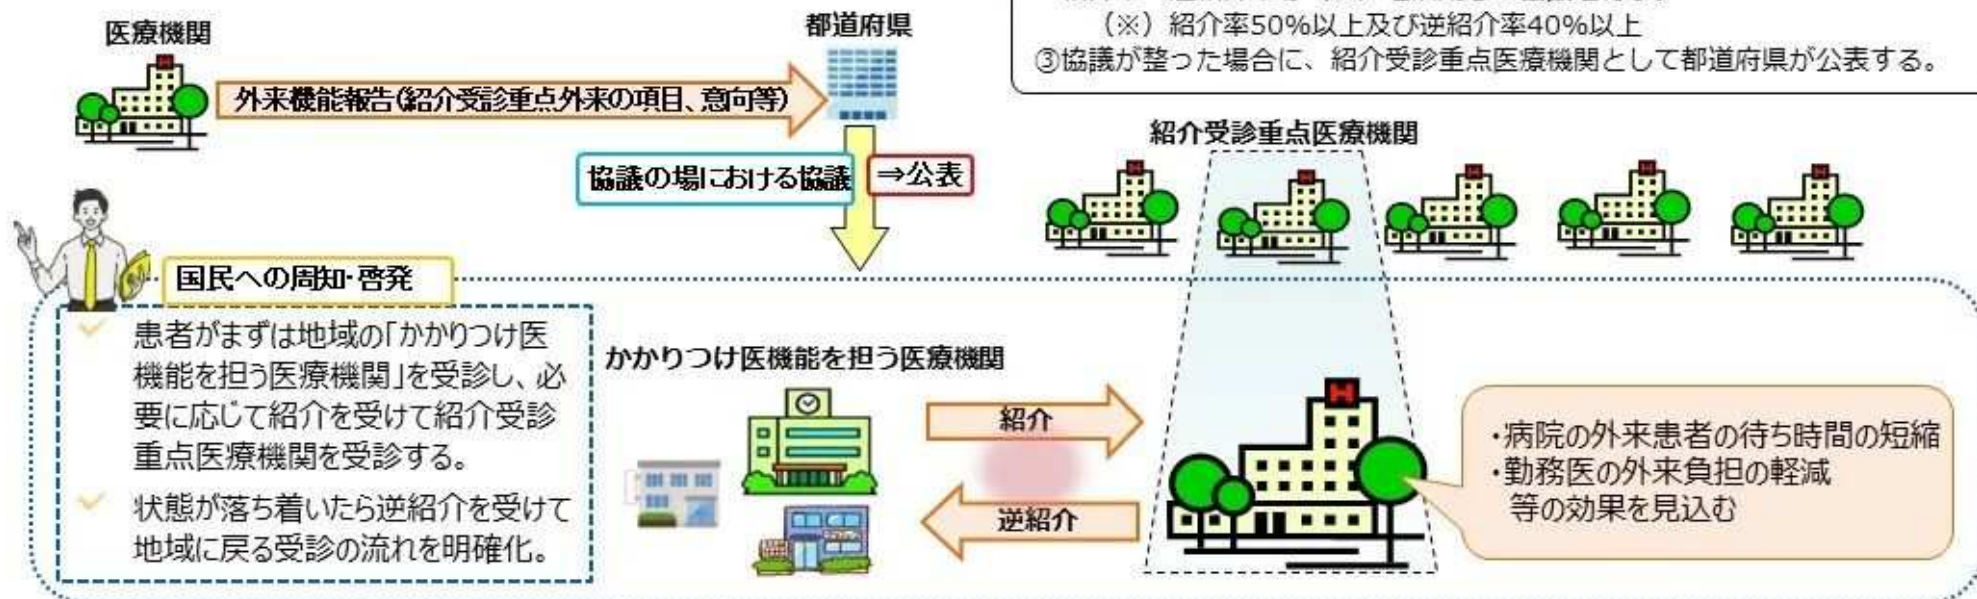 （※）紹介率50%以上及び逆紹介率40%以上
③協議が整った場合に、紹介受診重点医療機関として都道府県が公表する。
医療機関
都道府県
外来機能報告(紹介受診重点外来の項目、意向等)
協議の場における協議
⇒公表
紹介受診重点医療機関
国民への周知･啓発
患者がまずは地域の「かかりつけ医
機能を担う医療機関」を受診し、必
要に応じて紹介を受けて紹介受診
重点医療機関を受診する。
状態が落ち着いたら逆紹介を受けて
地域に戻る受診の流れを明確化。
かかりつけ医機能を担う医療機関
紹介
逆紹介
・病院の外来患者の待ち時間の短縮
・勤務医の外来負担の軽減
等の効果を見込む